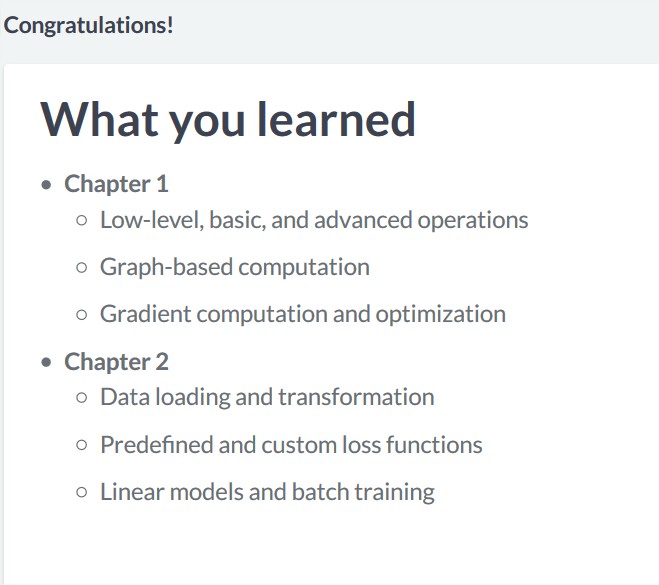 Congratulations!
What you learned
Chapter 1
Low-level, basic, and advanced operations
Graph-based computation
Gradient computation and optimization
Chapter 2
Data loading and transformation
Predefined and custom loss functions
Linear models and batch training